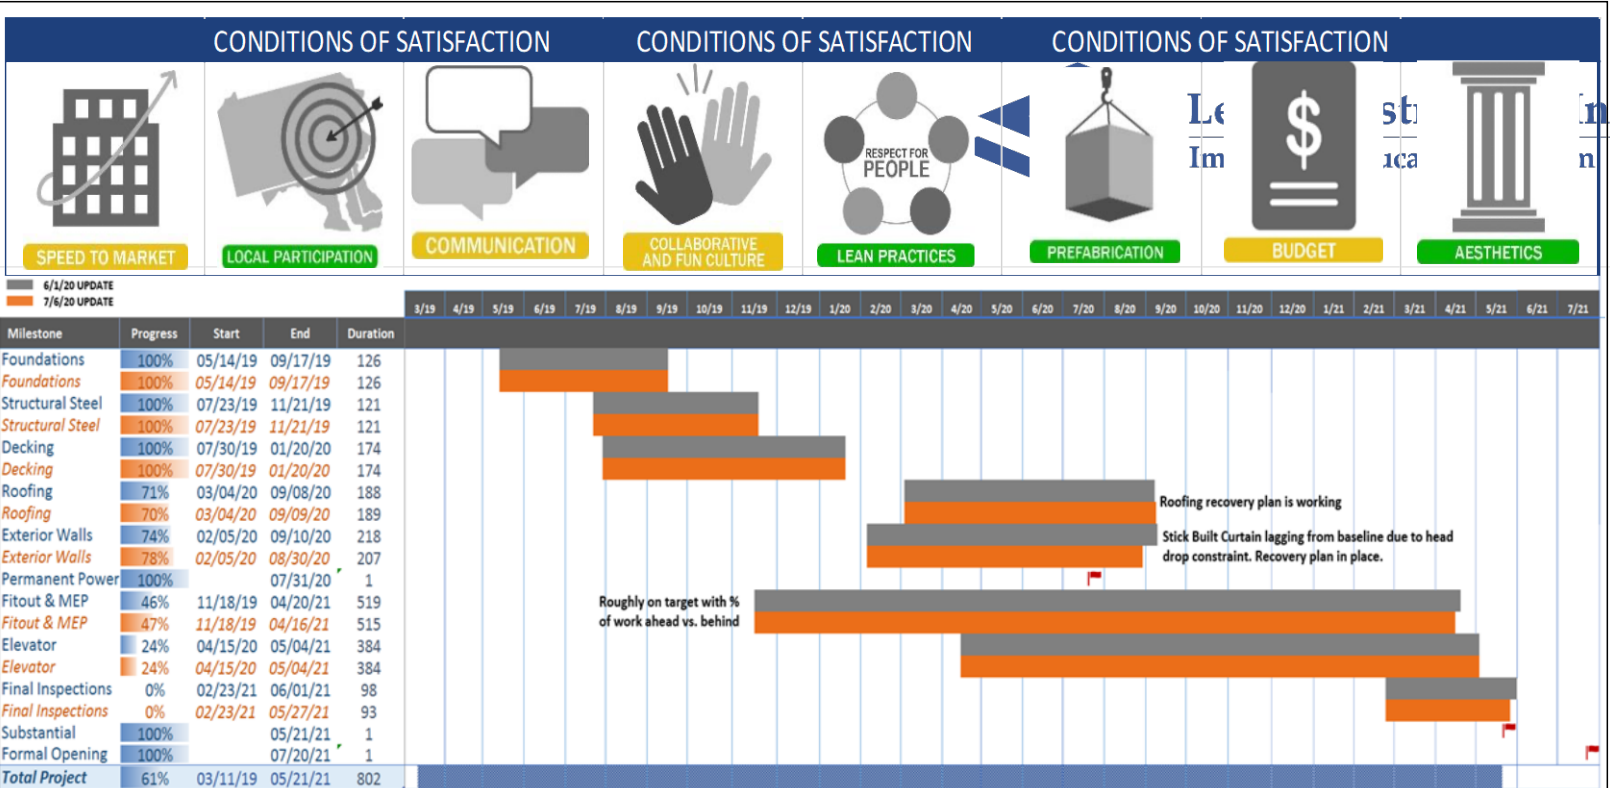 CONDITIONS OF SATISFACTION CONDITIONS OF SATISFACTION CONDITIONS OF SATISFACTION
RESPECT FOR
PEOPLE
SPEED TO MARKET
LOCAL PARTICIPATION
COMMUNICATION
COLLABORATIVE
AND FUN CULTURE
LEAN PRACTICES
PREFABRICATION
$
BUDGET
AESTHETICS
6/1/20 UPDATE
7/6/20 UPDATE
3/19 4/19 5/19 6/19 7/19 8/19 9/19 10/19 11/19 12/19 1/20 2/20 3/20 4/20 5/20 6/20 7/20 8/20 9/20 10/20 11/20 12/20 1/21 2/21 3/21 4/21 5/21 6/21 7/21
Milestone Progress Start End Duration
Foundations 100% 05/14/19 09/17/19 126
Foundations 100% 05/14/19 09/17/19 126
Structural Steel 100% 07/23/19 11/21/19 121
Structural Steel 100% 07/23/19 11/21/19 121
Decking 100% 07/30/19 01/20/20 174
Decking 100% 07/30/19 01/20/20 174
Roofing 71% 03/04/20 09/08/20 188
Roofing recovery plan is working
Roofing 70% 03/04/20 09/09/20 189
Exterior Walls 74% 02/05/20 09/10/20 218
Stick Built Curtain lagging from baseline due to head
drop constraint. Recovery plan in place.
Exterior Walls 78% 02/05/20 08/30/20 207
Permanent Power 100% 07/31/20 1
Fitout & MEP 46% 11/18/19 04/20/21 519
Roughly on target with %
of work ahead vs. behind
Fitout & MEP 47% 11/18/19 04/16/21 515
Elevator 24% 04/15/20 05/04/21 384
Elevator 24% 04/15/20 05/04/21 384
Final Inspections 0% 02/23/21 06/01/21 98
Final Inspections 0% 02/23/21 05/27/21 93
Substantial 100% 05/21/21 1
Formal Opening 100% 07/20/21 1
Total Project 61% 03/11/19 05/21/21 802